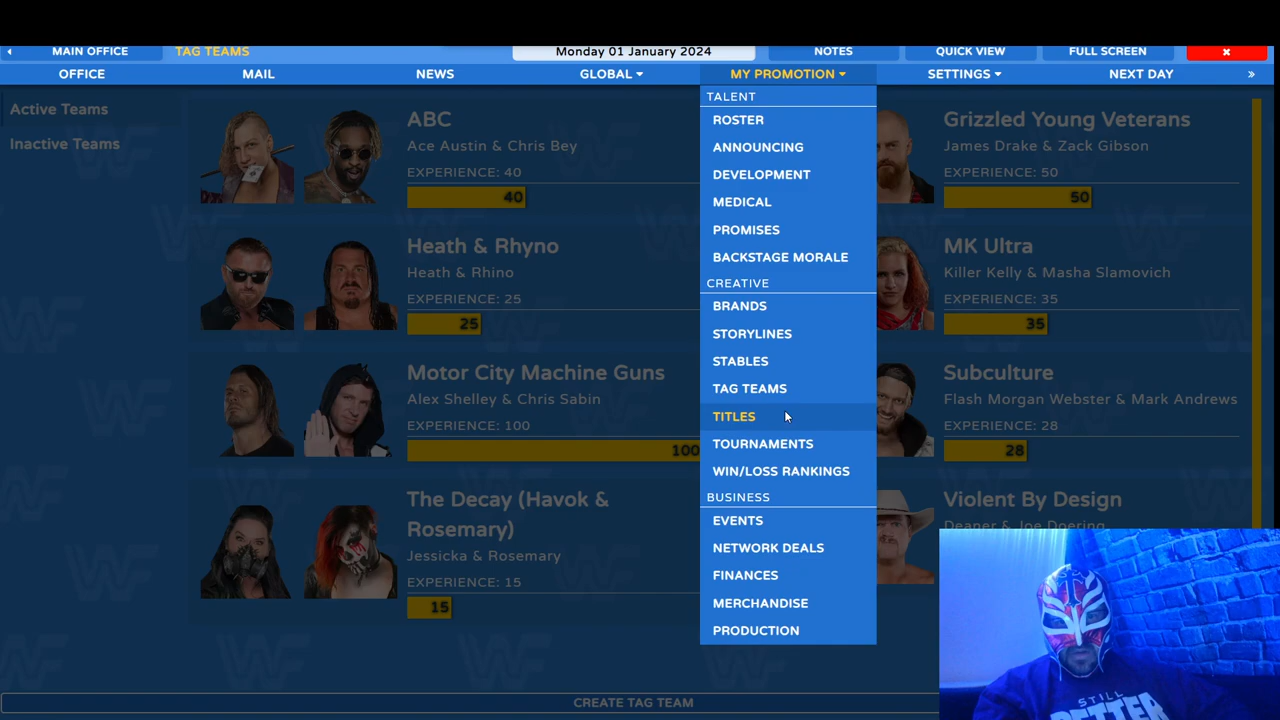 MAIN OFFICE
TAG TEAMS
Monday 01 January 2024
NOTES
QUICK VIEW
FULL SCREEN
OFFICE
MAIL
NEWS
GLOBAL
MY PROMOTION
SETTINGS
NEXT DAY
»
Active Teams
Inactive Teams
ABC
Ace Austin & Chris Bey
EXPERIENCE: 40
40
Heath & Rhyno
Heath & Rhino
EXPERIENCE: 25
25
Motor City Machine Guns
Alex Shelley & Chris Sabin
EXPERIENCE: 100
100
The Decay (Havok &
Rosemary)
Jessicka & Rosemary
EXPERIENCE: 15
15
TALENT
ROSTER
ANNOUNCING
DEVELOPMENT
MEDICAL
PROMISES
BACKSTAGE MORALE
CREATIVE
BRANDS
STORYLINES
STABLES
TAG TEAMS
TITLES
TOURNAMENTS
WIN/LOSS RANKINGS
BUSINESS
EVENTS
NETWORK DEALS
FINANCES
MERCHANDISE
PRODUCTION
Grizzled Young Veterans
James Drake & Zack Gibson
EXPERIENCE: 50
50
MK Ultra
Killer Kelly & Masha Slamovich
EXPERIENCE: 35
35
Subculture
Flash Morgan Webster & Mark Andrews
EXPERIENCE: 28
28
Violent By Design
Deaner & Joe Doering
STILL
CREATE TAG TEAM